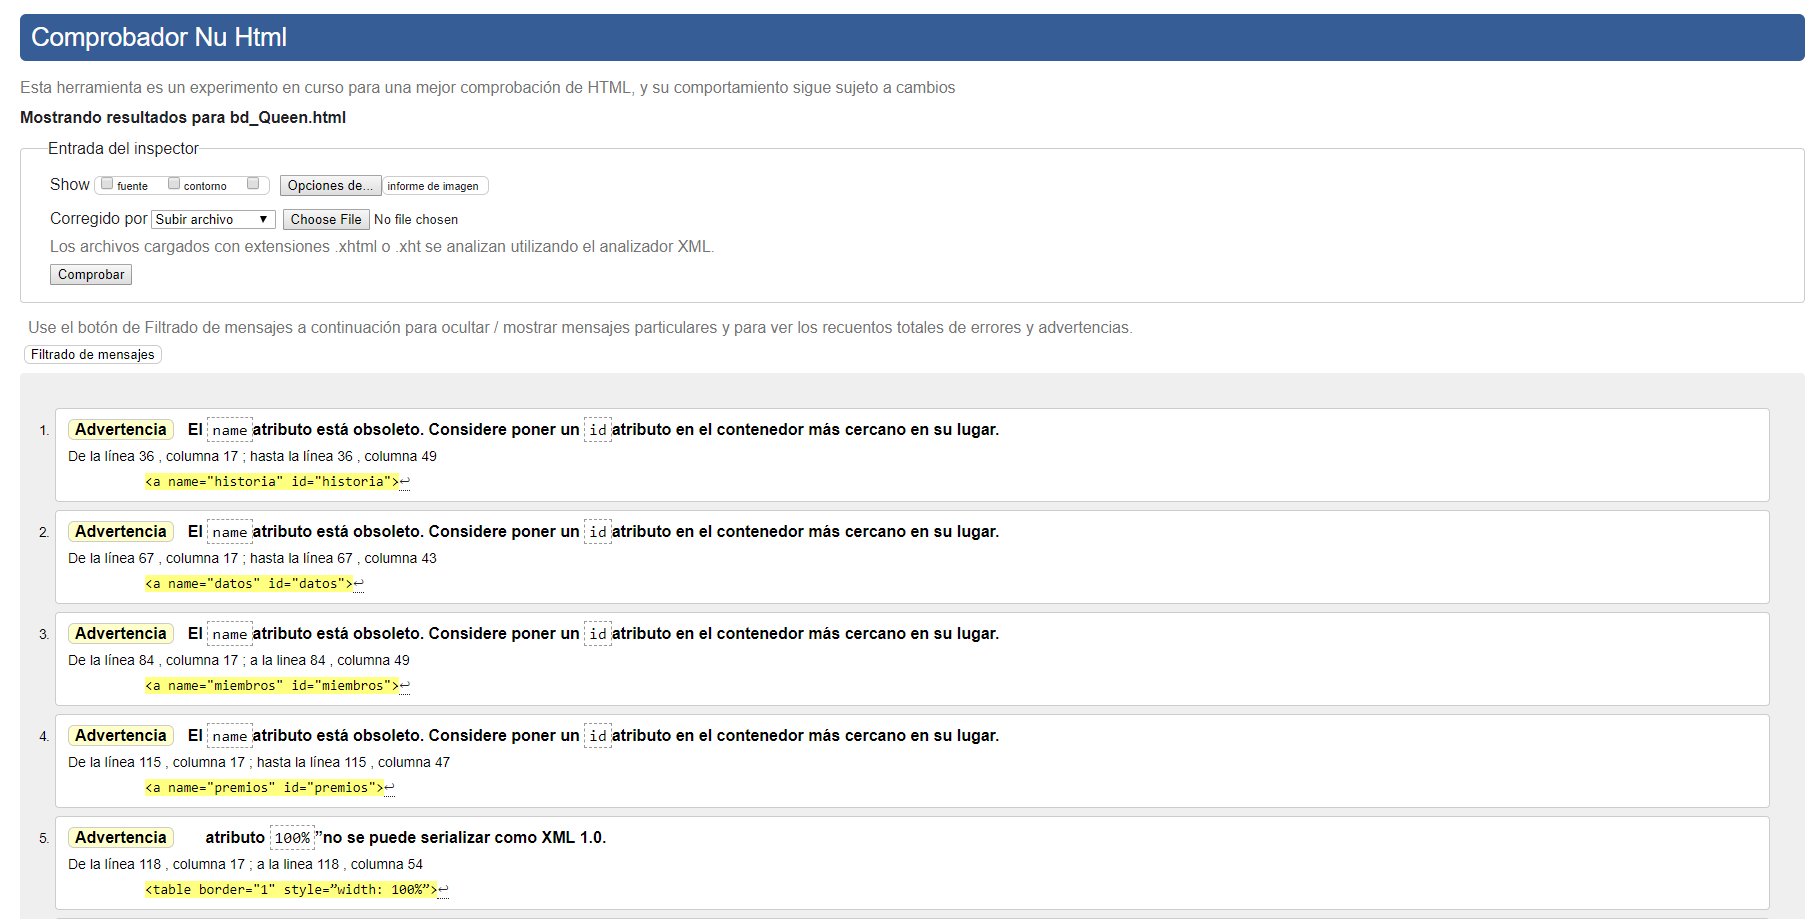 Comprobador Nu Html
Esta herramienta es un experimento en curso para una mejor comprobación de HTML, y su comportamiento sigue sujeto a cambios
Mostrando resultados para bd_Queen.html
Entrada del inspector
Show fuente contorno Opciones de... informe de imagen
Corregido por Subir archivo ▼ Choose File No file chosen
Los archivos cargados con extensiones .xhtml o .xht se analizan utilizando el analizador XML.
Comprobar
Use el botón de Filtrado de mensajes a continuación para ocultar / mostrar mensajes particulares y para ver los recuentos totales de errores y advertencias.
Filtrado de mensajes
1. Advertencia El name atributo está obsoleto. Considere poner un id atributo en el contenedor más cercano en su lugar.
De la línea 36 , columna 17 ; hasta la línea 36 , columna 49
<a name="historia" id="historia">↩
2. Advertencia El name atributo está obsoleto. Considere poner un id atributo en el contenedor más cercano en su lugar.
De la línea 67 , columna 17 ; hasta la línea 67 , columna 43
<a name="datos" id="datos">↩
3. Advertencia El name atributo está obsoleto. Considere poner un id atributo en el contenedor más cercano en su lugar.
De la línea 84 , columna 17 ; a la linea 84 , columna 49
<a name="miembros" id="miembros">↩
4. Advertencia El name atributo está obsoleto. Considere poner un id atributo en el contenedor más cercano en su lugar.
De la línea 115 , columna 17 ; hasta la línea 115 , columna 47
<a name="premios" id="premios">↩
5. Advertencia atributo 100% ”no se puede serializar como XML 1.0.
De la línea 118 , columna 17 ; a la linea 118 , columna 54
<table border="1" style=”width: 100%”>↩